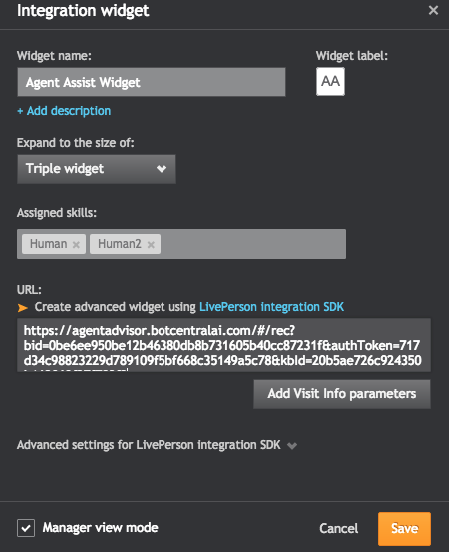 Integration widget ×
Widget name: Widget label:
Agent Assist Widget AA
+ Add description
Expand to the size of:
Triple widget
Assigned skills:
Human × Human2 ×
URL:
Create advanced widget using LivePerson integration SDK
https://agentadvisor.botcentralai.com/#/rec?
bid=0be6ee950be12b46380db8b731605b40cc87231f&authToken=717
d34c98823229d789109f5bf668c35149a5c78&kbId=20b5ae726c924350
Add Visit Info parameters
Advanced settings for LivePerson integration SDK
Manager view mode Cancel Save